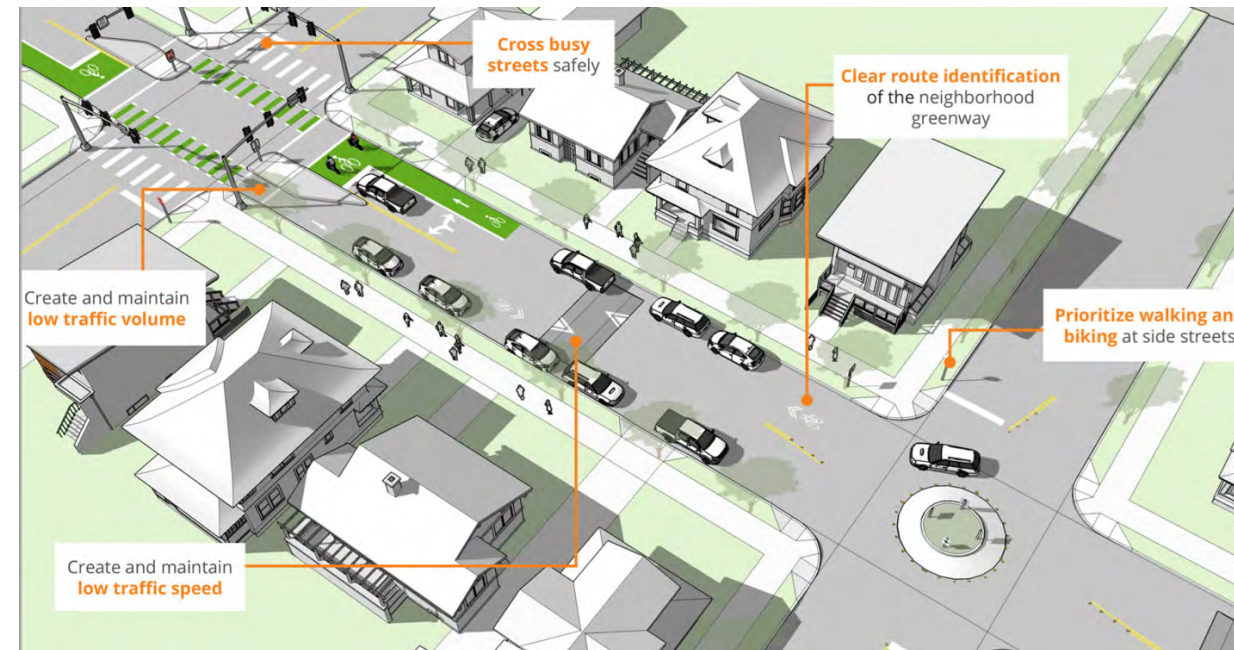 Cross busy
streets safely
Clear route identification
of the neighborhood
greenway
Create and maintain
low traffic volume
Prioritize walking an
biking at side streets
Create and maintain
low traffic speed